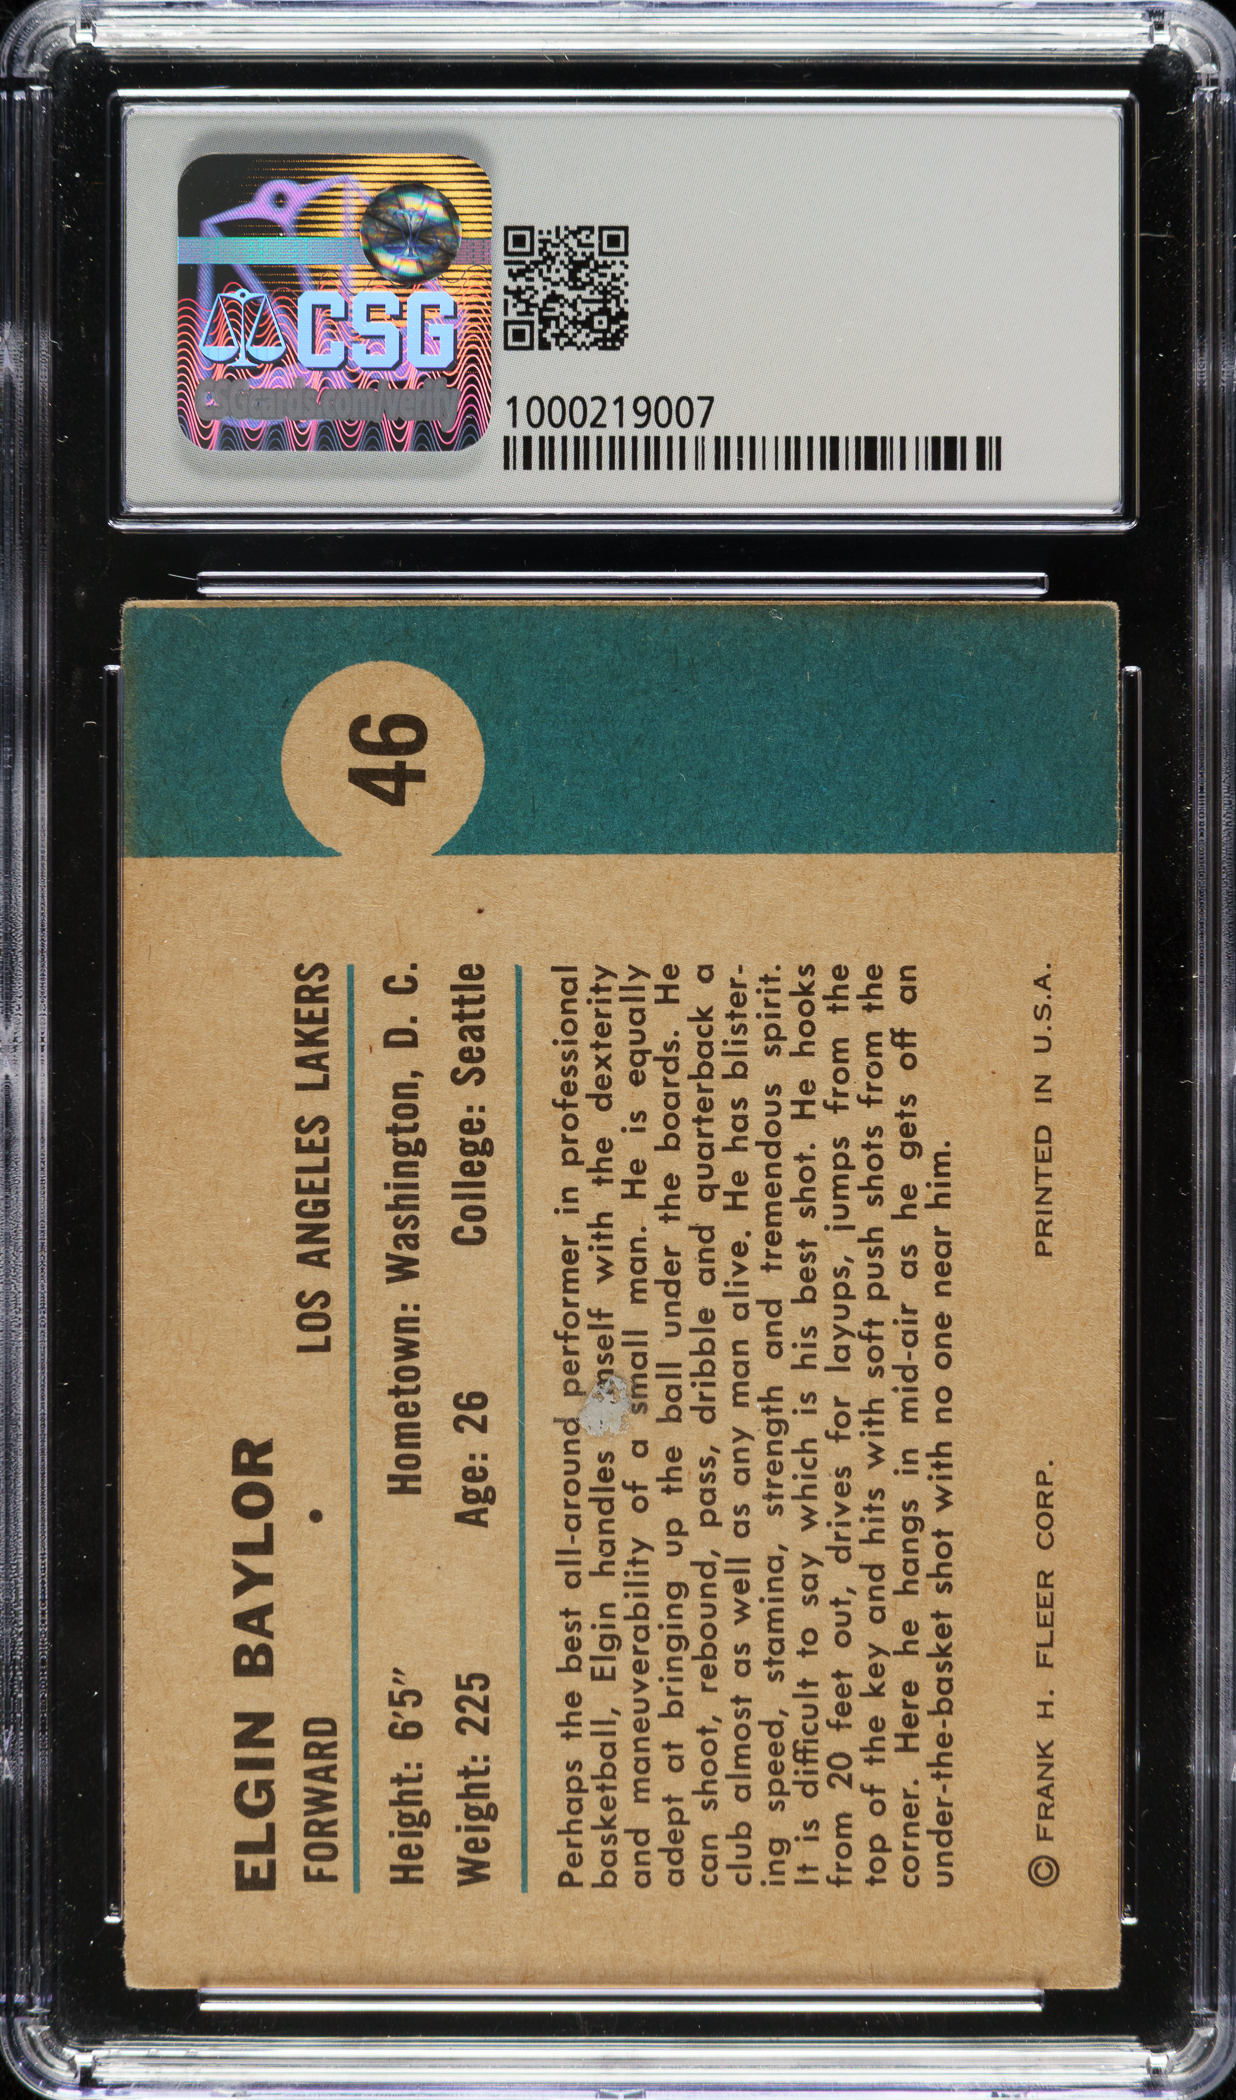 CSG
CSGcards.com/verify
1000219007
46
ELGIN BAYLOR
FORWARD • LOS ANGELES LAKERS
Height: 6'5" Hometown: Washington, D. C.
Weight: 225 Age: 26 College: Seattle
Perhaps the best all-around performer in professional
basketball, Elgin handles mself with the dexterity
and maneuverability of a small man. He is equally
adept at bringing up the ball under the boards. He
can shoot, rebound, pass, dribble and quarterback a
club almost as well as any man alive. He has blister-
ing speed, stamina, strength and tremendous spirit.
It is difficult to say which is his best shot. He hooks
from 20 feet out, drives for layups, jumps from the
top of the key and hits with soft push shots from the
corner. Here he hangs in mid-air as he gets off an
under-the-basket shot with no one near him.
© FRANK H. FLEER CORP. PRINTED IN U.S.A.